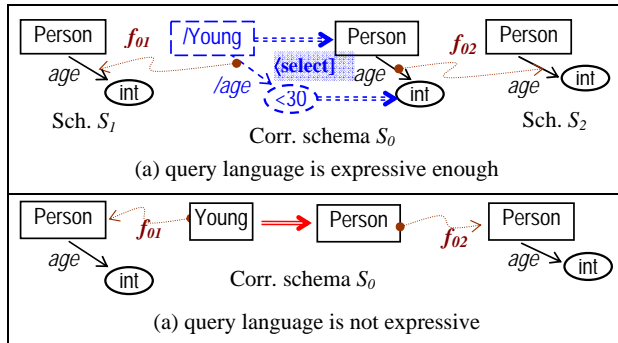 Person f01 /Young Person f02 Person
age /age ⟨select] age age
int <30 int int
Sch. S1 Corr. schema S0 Sch. S2
(a) query language is expressive enough
Person f01 Young Person f02 Person
age age
int Corr. schema S0 int
(a) query language is not expressive